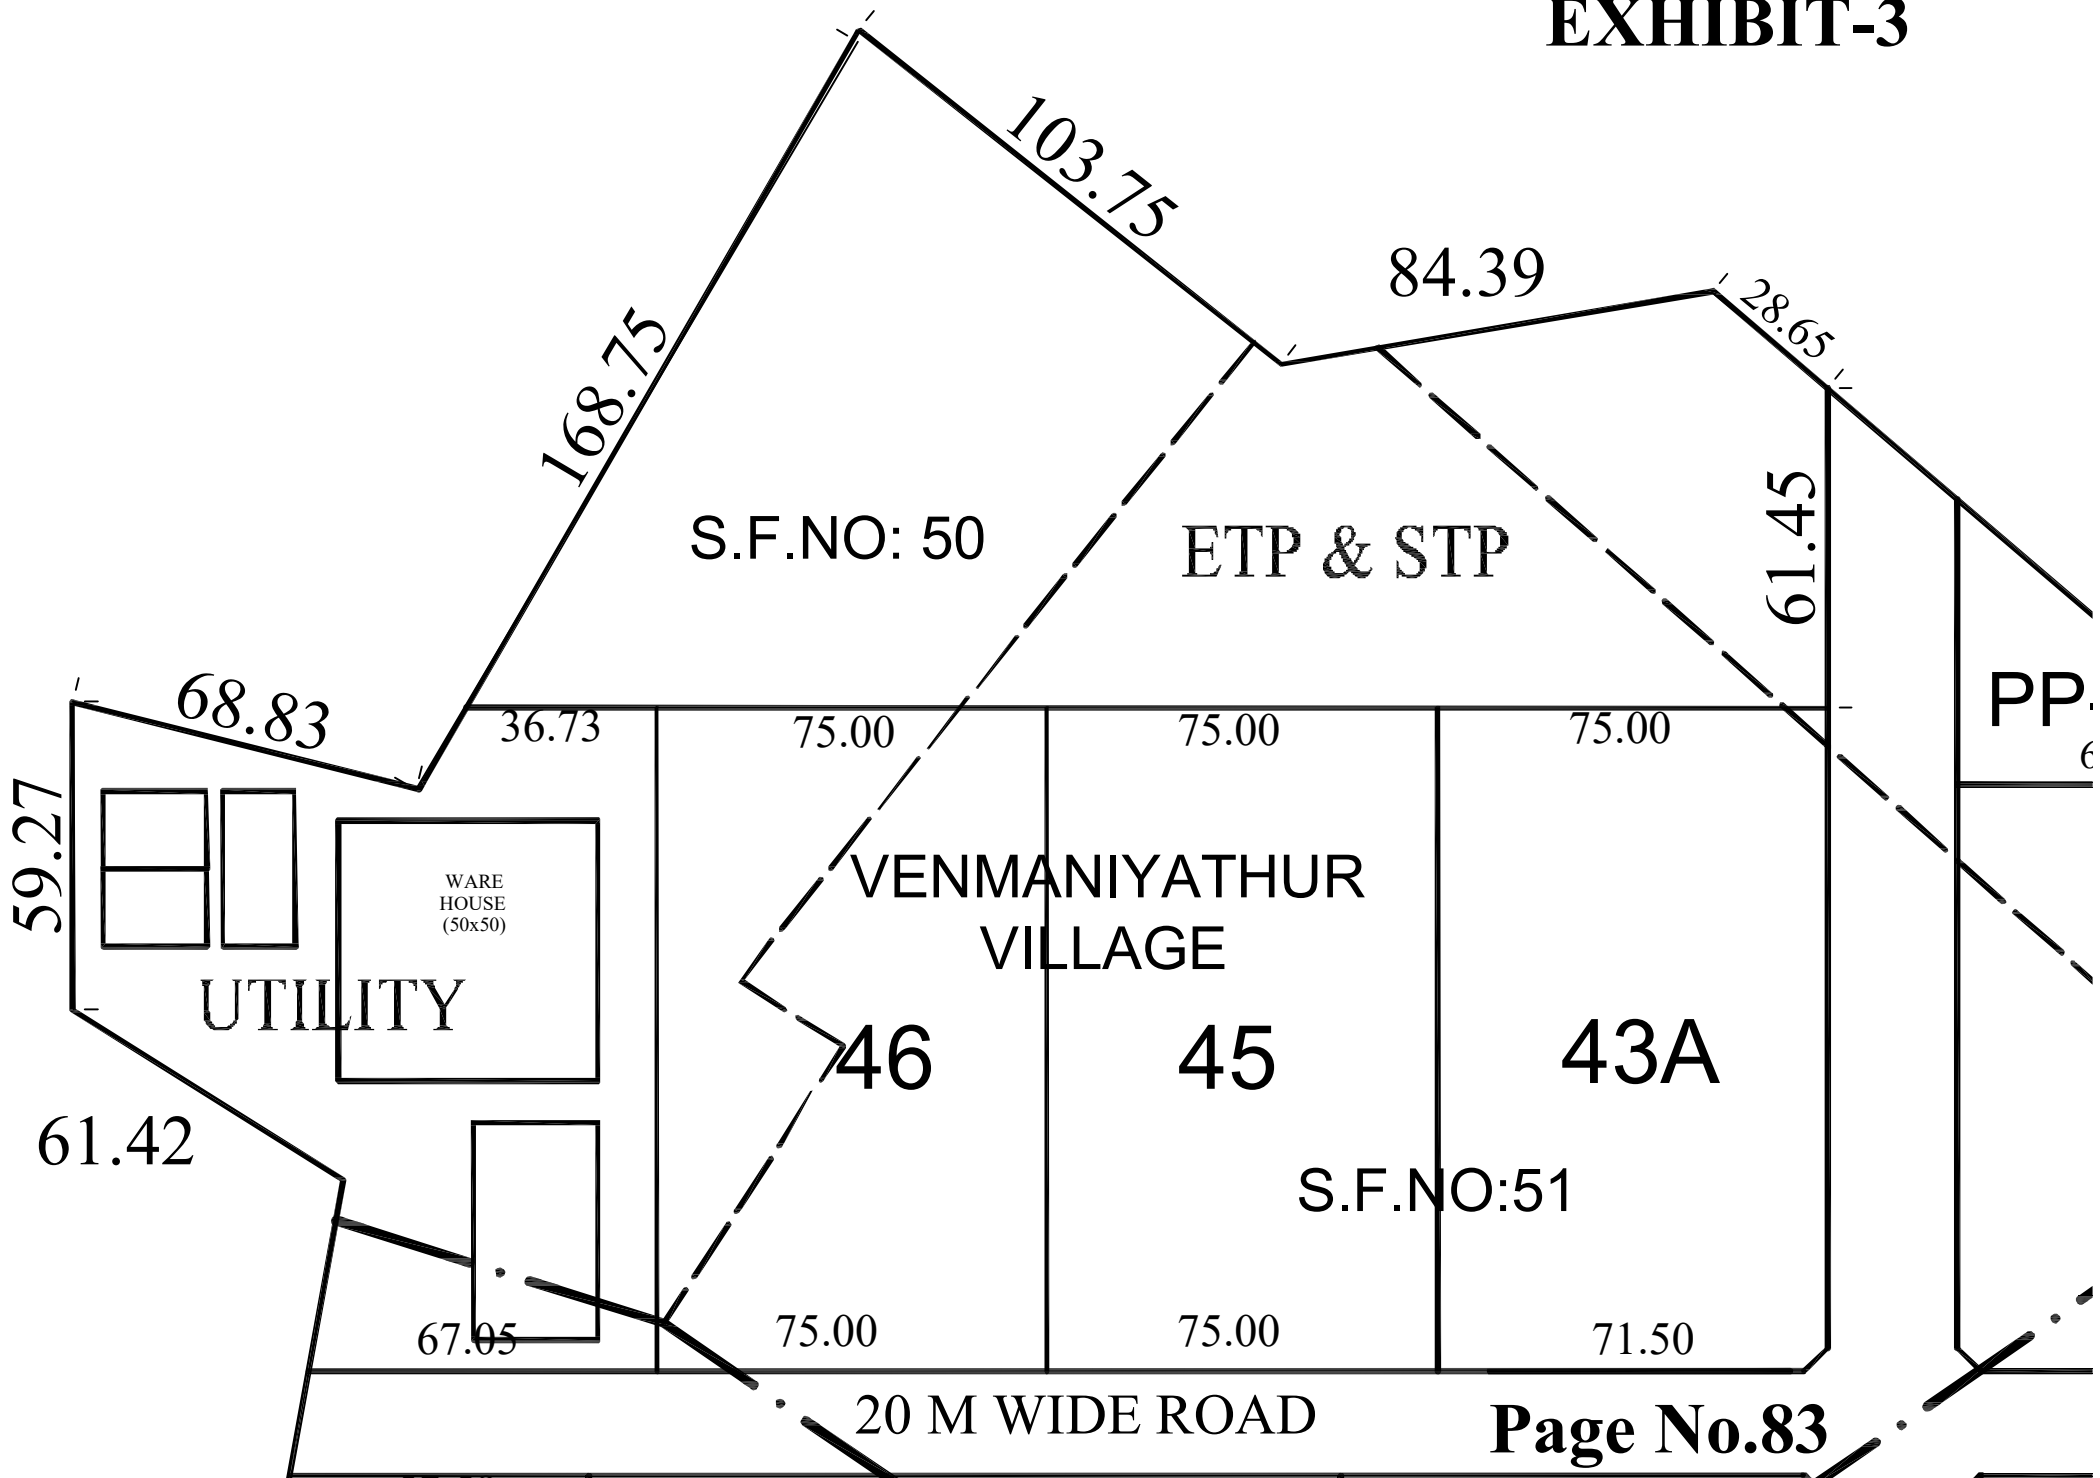 EXHIBIT-3
103.75
84.39
28.65
168.75
61.45
S.F.NO: 50
ETP & STP
68.83
36.73
75.00
75.00
75.00
PP-
59.27
WARE
HOUSE
(50x50)
VENMANIYATHUR
VILLAGE
UTILITY
46
45
43A
61.42
S.F.NO:51
67.05
75.00
75.00
71.50
20 M WIDE ROAD
Page No.83